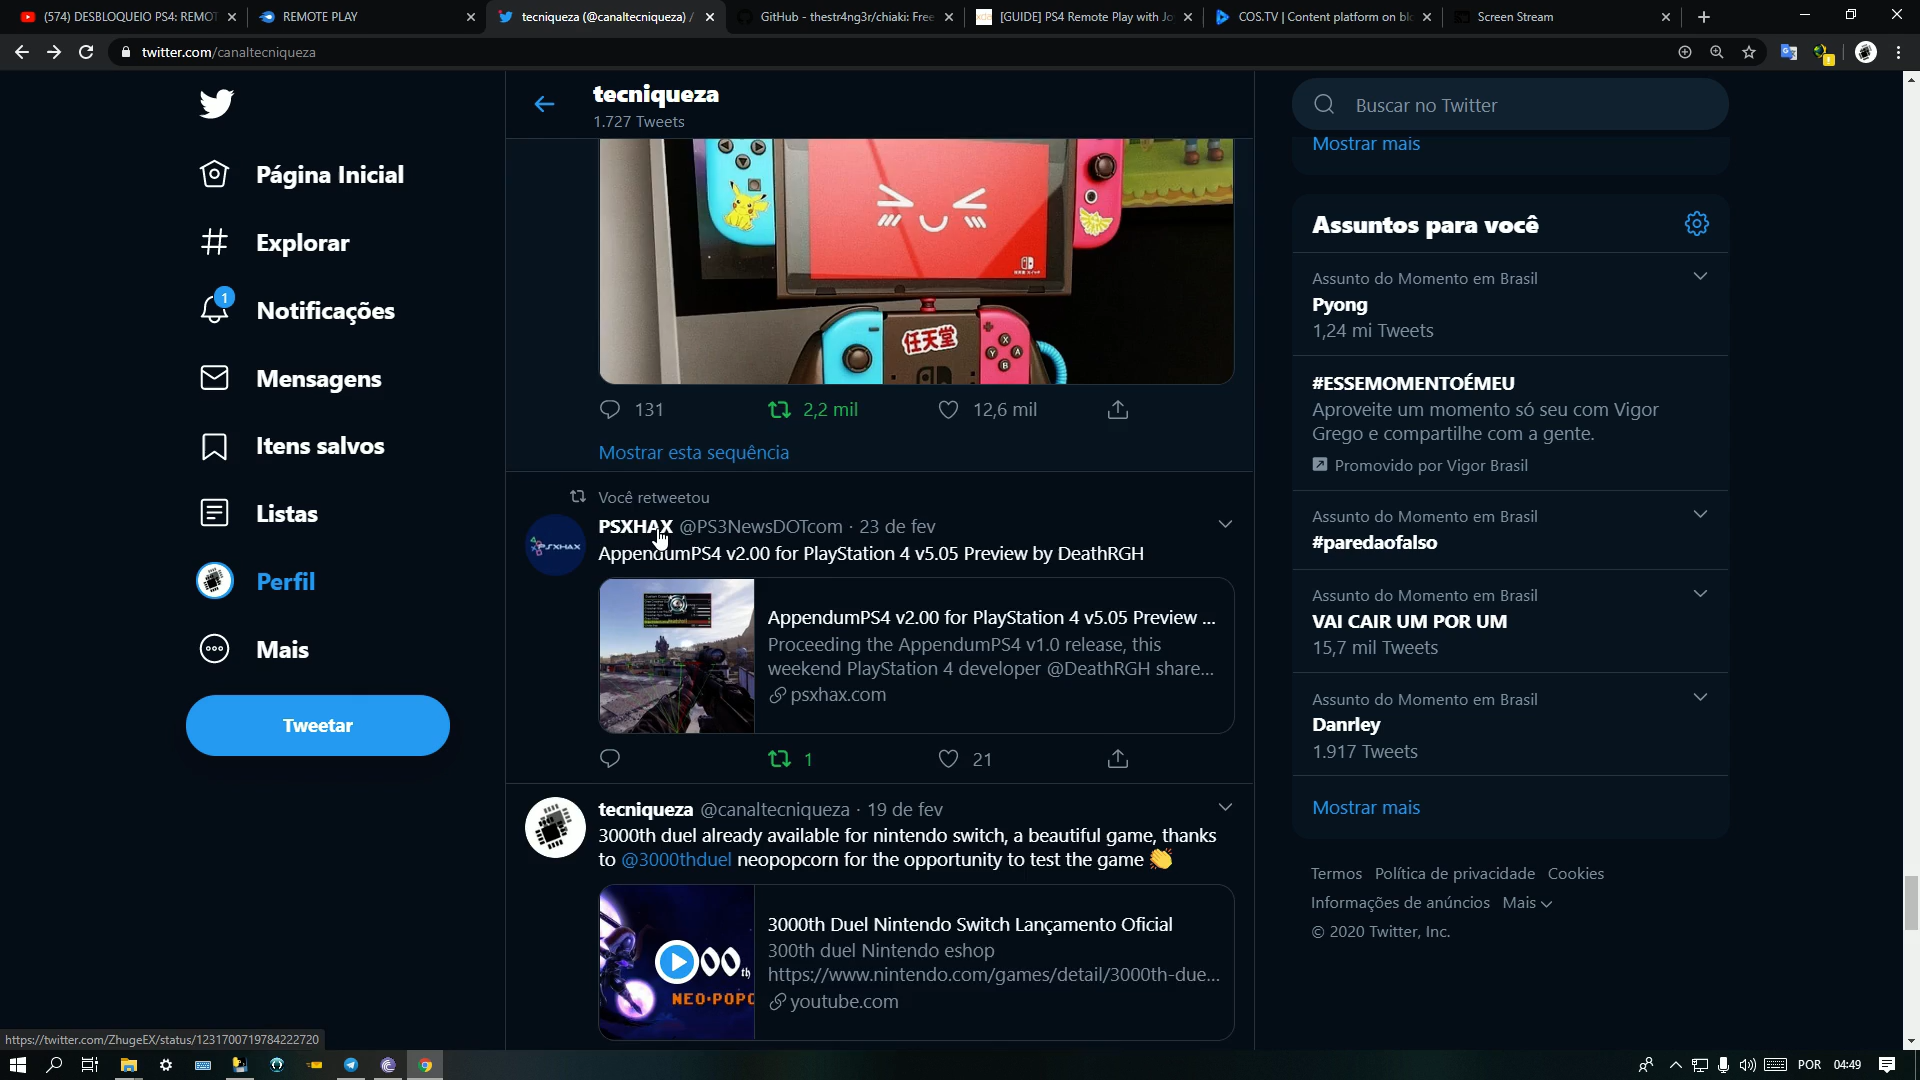 (574) DESBLOQUEIO PS4: REMOT
REMOTE PLAY
tecniqueza (@canaltecniqueza) /
GitHub - thestr4ng3r/chiaki: Free
[GUIDE] PS4 Remote Play with Jo
COS.TV | Content platform on blo
Screen Stream
twitter.com/canaltecniqueza
Página Inicial
Explorar
1
Notificações
Mensagens
Itens salvos
Listas
Perfil
Mais
Tweetar
tecniqueza
1.727 Tweets
任天堂
131
2,2 mil
12,6 mil
Mostrar esta sequência
Você retweetou
PSXHAX @PS3NewsDOTcom · 23 de fev
AppendumPS4 v2.00 for PlayStation 4 v5.05 Preview by DeathRGH
PSXHAX
AppendumPS4 v2.00 for PlayStation 4 v5.05 Preview ...
Proceeding the AppendumPS4 v1.0 release, this
weekend PlayStation 4 developer @DeathRGH share...
psxhax.com
1
21
tecniqueza @canaltecniqueza · 19 de fev
3000th duel already available for nintendo switch, a beautiful game, thanks
to @3000thduel neopopcorn for the opportunity to test the game 👏
3000th Duel Nintendo Switch Lançamento Oficial
300th duel Nintendo eshop
https://www.nintendo.com/games/detail/3000th-due...
youtube.com
00th
NEO·POPC
Buscar no Twitter
Mostrar mais
Assuntos para você
Assunto do Momento em Brasil
Pyong
1,24 mi Tweets
#ESSEMOMENTOÉMEU
Aproveite um momento só seu com Vigor
Grego e compartilhe com a gente.
Promovido por Vigor Brasil
Assunto do Momento em Brasil
#paredaofalso
Assunto do Momento em Brasil
VAI CAIR UM POR UM
15,7 mil Tweets
Assunto do Momento em Brasil
Danrley
1.917 Tweets
Mostrar mais
Termos Política de privacidade Cookies
Informações de anúncios Mais
© 2020 Twitter, Inc.
https://twitter.com/ZhugeEX/status/1231700719784222720
POR 04:49